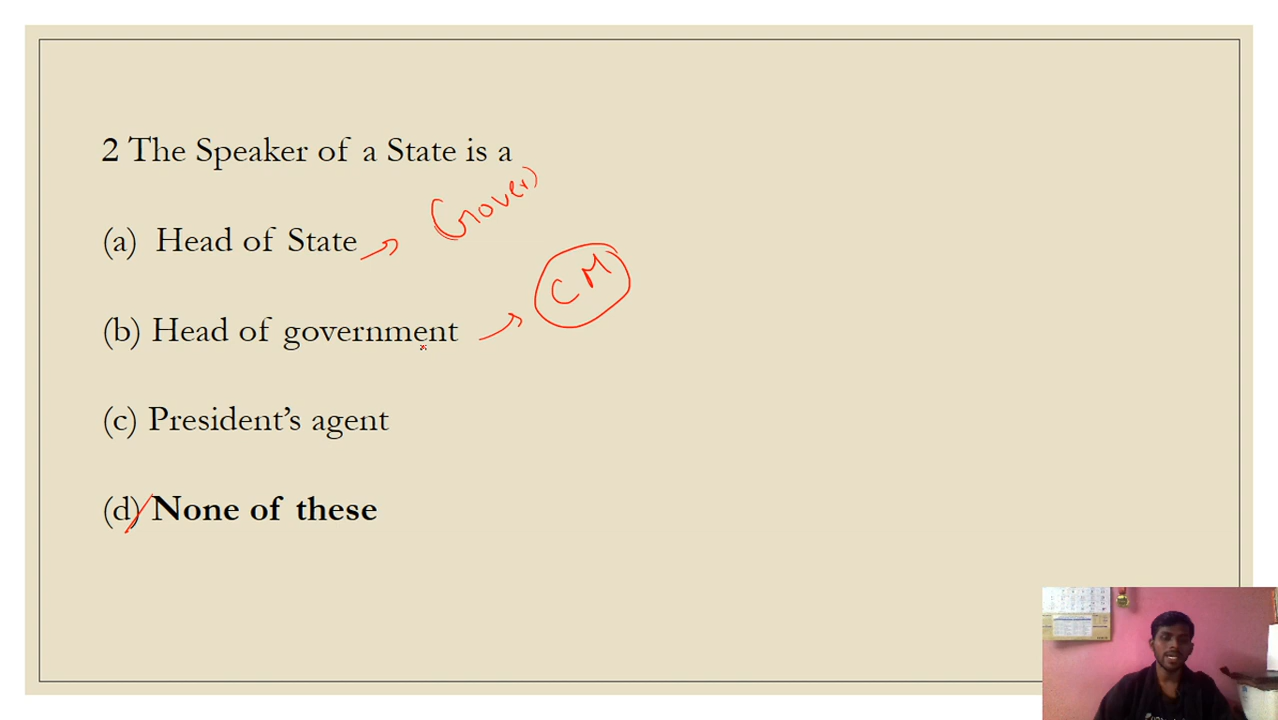 2 The Speaker of a State is a
(a) Head of State
Gover
(b) Head of government
CM
(c) President’s agent
(d) None of these